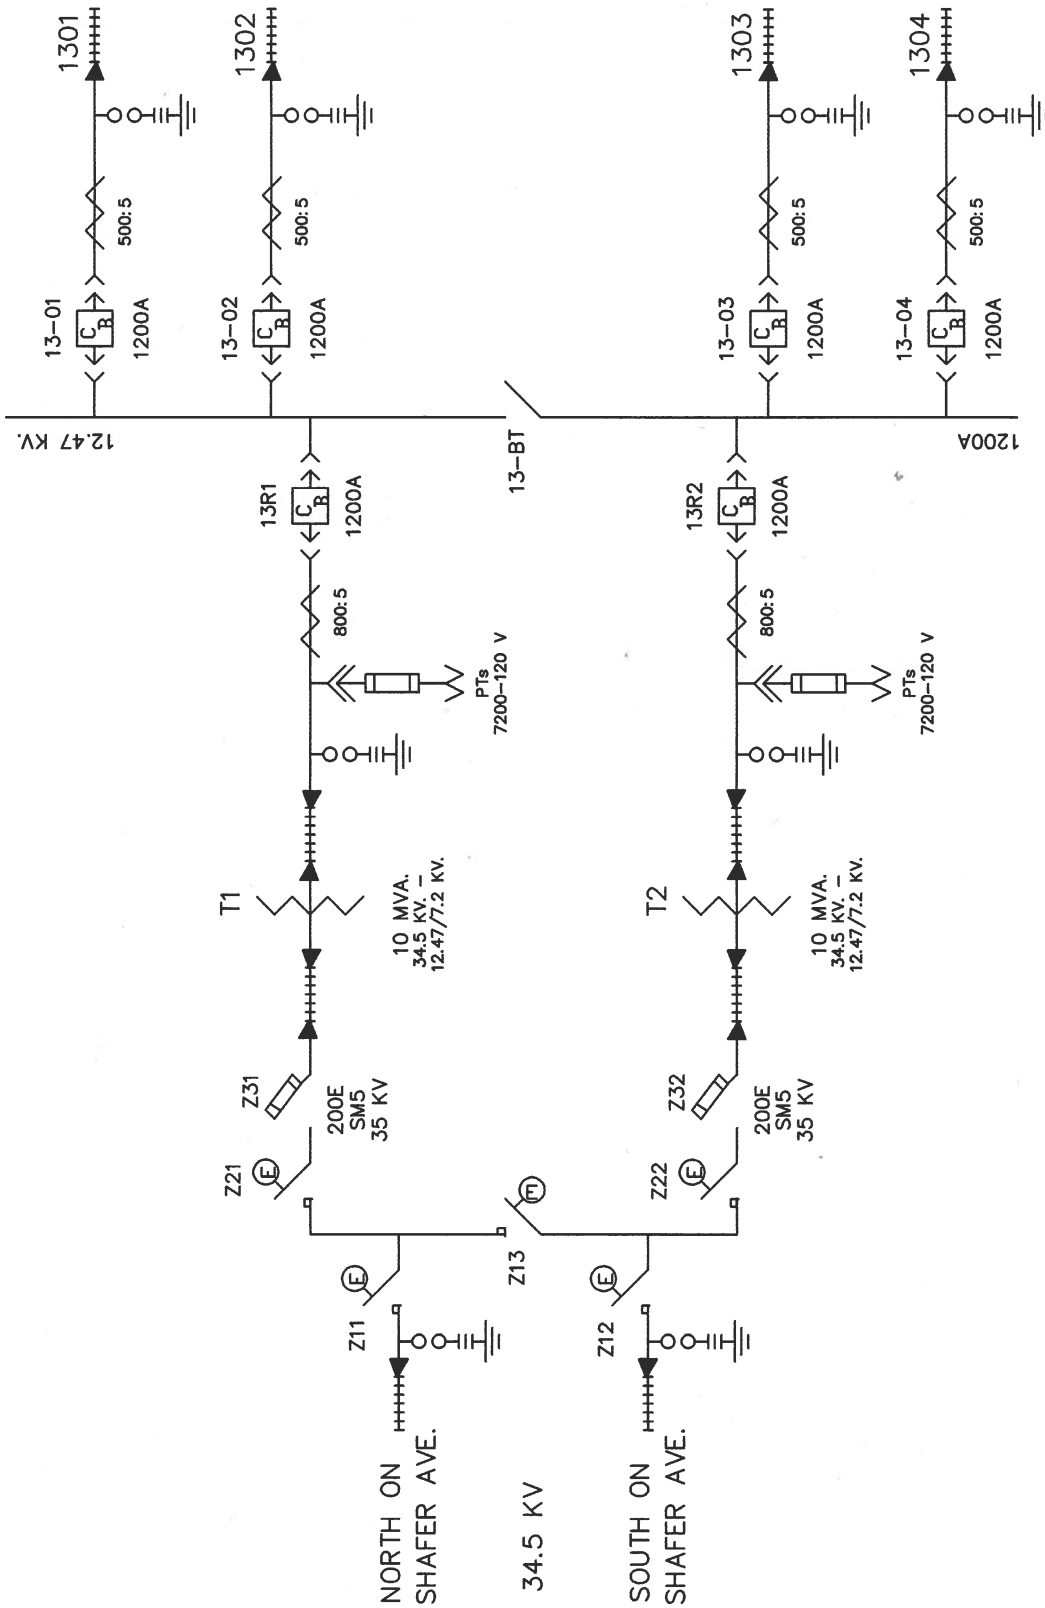 NORTH ON
SHAFER AVE.
34.5 KV
SOUTH ON
SHAFER AVE.
Z11
E
Z12
E
Z13
E
Z21
E
Z22
E
Z31
200E
SM5
35 KV
Z32
200E
SM5
35 KV
T1
10 MVA.
34.5 KV. –
12.47/7.2 KV.
T2
10 MVA.
34.5 KV. –
12.47/7.2 KV.
PTs
7200–120 V
PTs
7200–120 V
800:5
800:5
13R1
C
B
1200A
13R2
C
B
1200A
12.47 KV.
13–BT
1200A
13–01
C
B
1200A
500:5
1301
13–02
C
B
1200A
500:5
1302
13–03
C
B
1200A
500:5
1303
13–04
C
B
1200A
500:5
1304